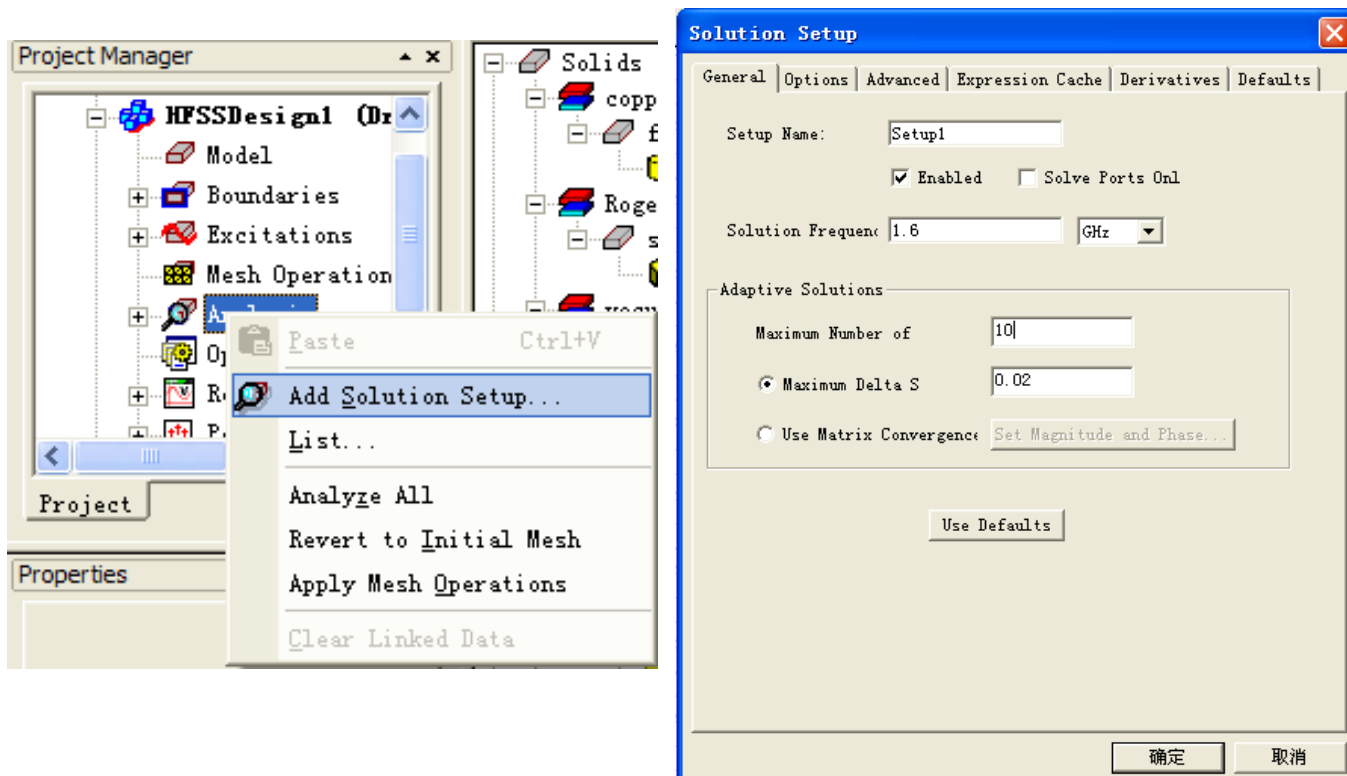 Project Manager
HFSSDesign1 (Dr
Model
Boundaries
Excitations
Mesh Operation
Paste Ctrl+V
Add Solution Setup...
List...
Analyze All
Revert to Initial Mesh
Apply Mesh Operations
Clear Linked Data
Project
Properties
Solids
copp
f
Roge
s
Solution Setup
General Options Advanced Expression Cache Derivatives Defaults
Setup Name: Setup1
Enabled Solve Ports Onl
Solution Frequenc 1.6 GHz
Adaptive Solutions
Maximum Number of 10
Maximum Delta S 0.02
Use Matrix Convergence Set Magnitude and Phase...
Use Defaults
确定 取消